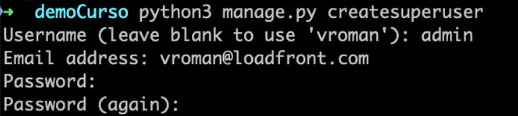 ➜ demoCurso python3 manage.py createsuperuser
Username (leave blank to use 'vroman'): admin
Email address: vroman@loadfront.com
Password:
Password (again):